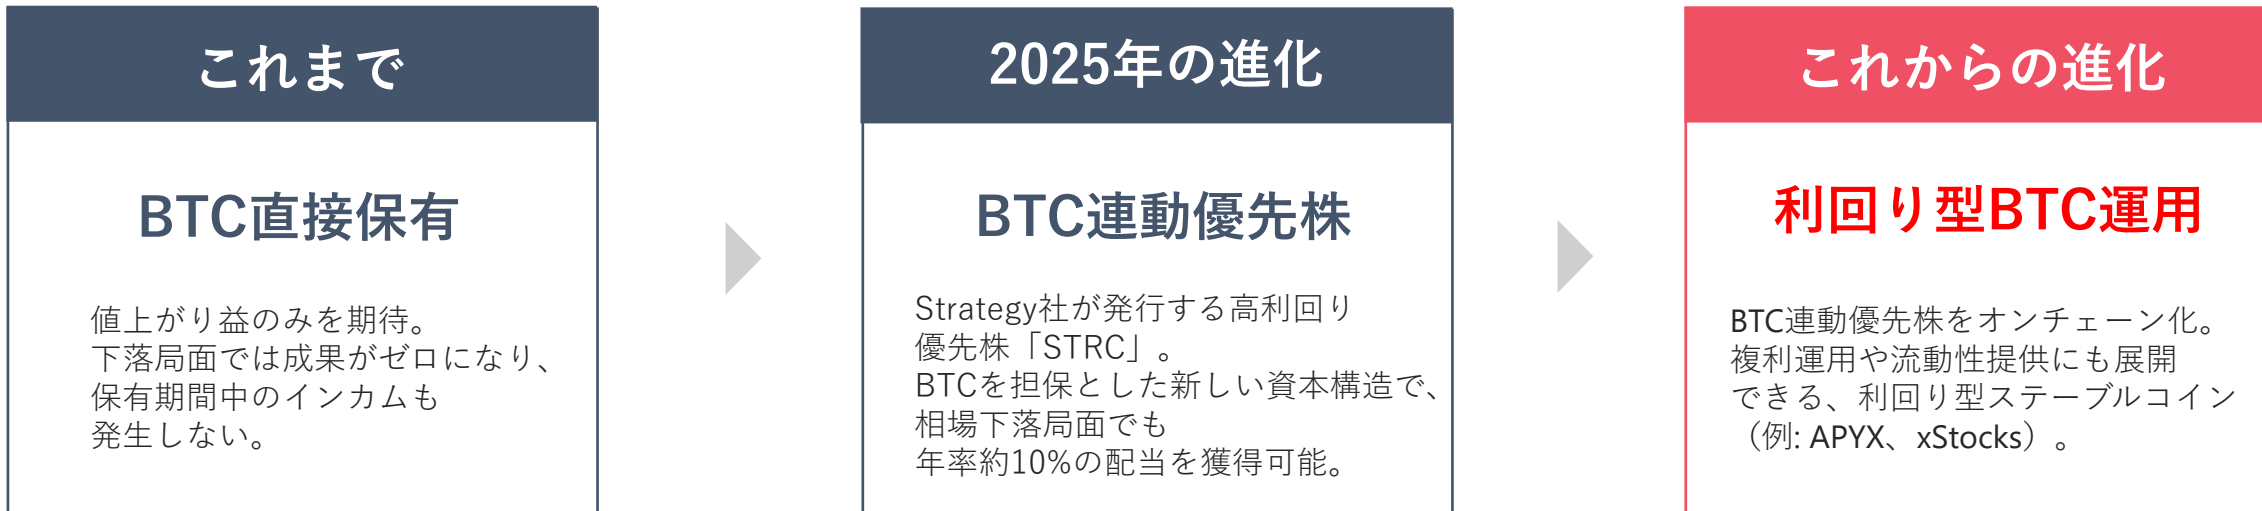 これまで
BTC直接保有
値上がり益のみを期待。
下落局面では成果がゼロになり、
保有期間中のインカムも
発生しない。
2025年の進化
BTC連動優先株
Strategy社が発行する高利回り
優先株「STRC」。
BTCを担保とした新しい資本構造で、
相場下落局面でも
年率約10%の配当を獲得可能。
これからの進化
利回り型BTC運用
BTC連動優先株をオンチェーン化。
複利運用や流動性提供にも展開
できる、利回り型ステーブルコイン
（例: APYX、xStocks）。